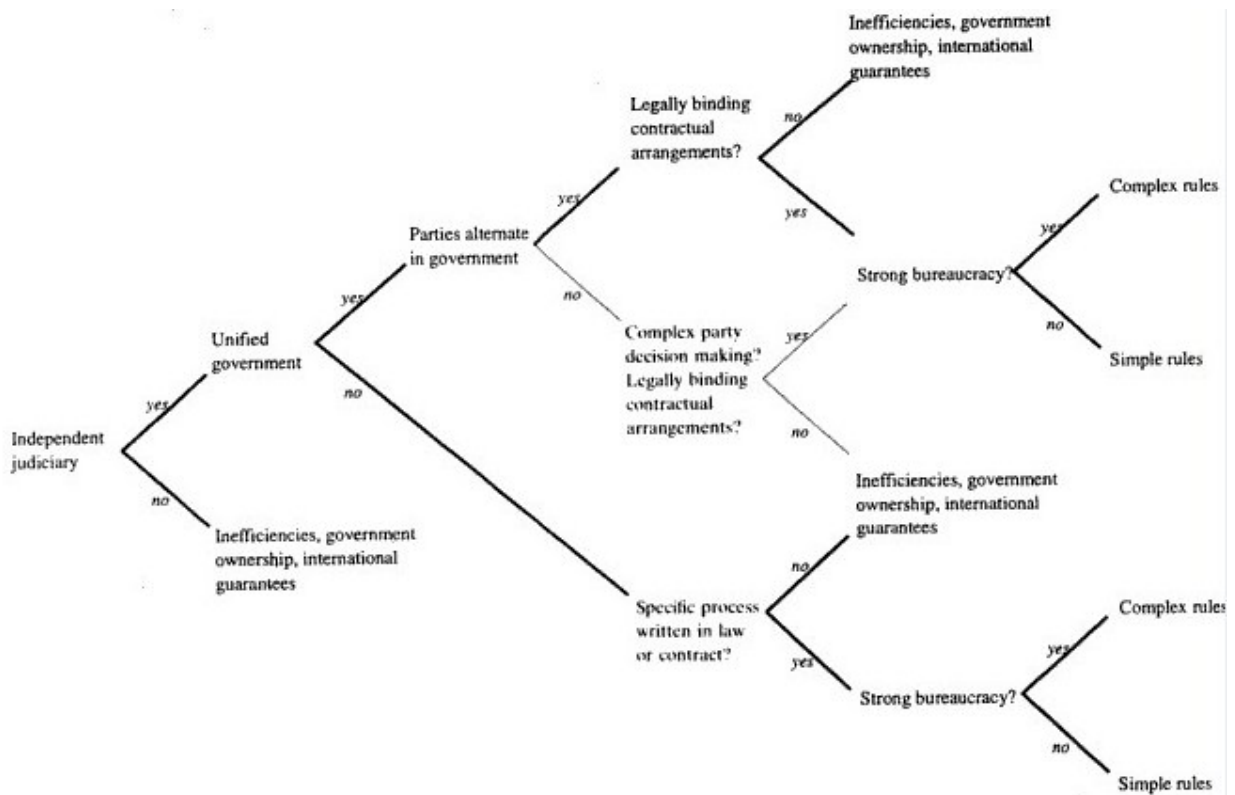 Inefficiencies, government
ownership, international
guarantees
Legally binding
contractual
arrangements?
no
yes
Complex rules
yes
Parties alternate
in government
yes
Strong bureaucracy?
no
Simple rules
yes
no
Complex party
decision making?
Legally binding
contractual
arrangements?
yes
no
Unified
government
yes
no
Independent
judiciary
no
Inefficiencies, government
ownership, international
guarantees
Inefficiencies, government
ownership, international
guarantees
no
Specific process
written in law
or contract?
yes
Complex rules
yes
Strong bureaucracy?
no
Simple rules